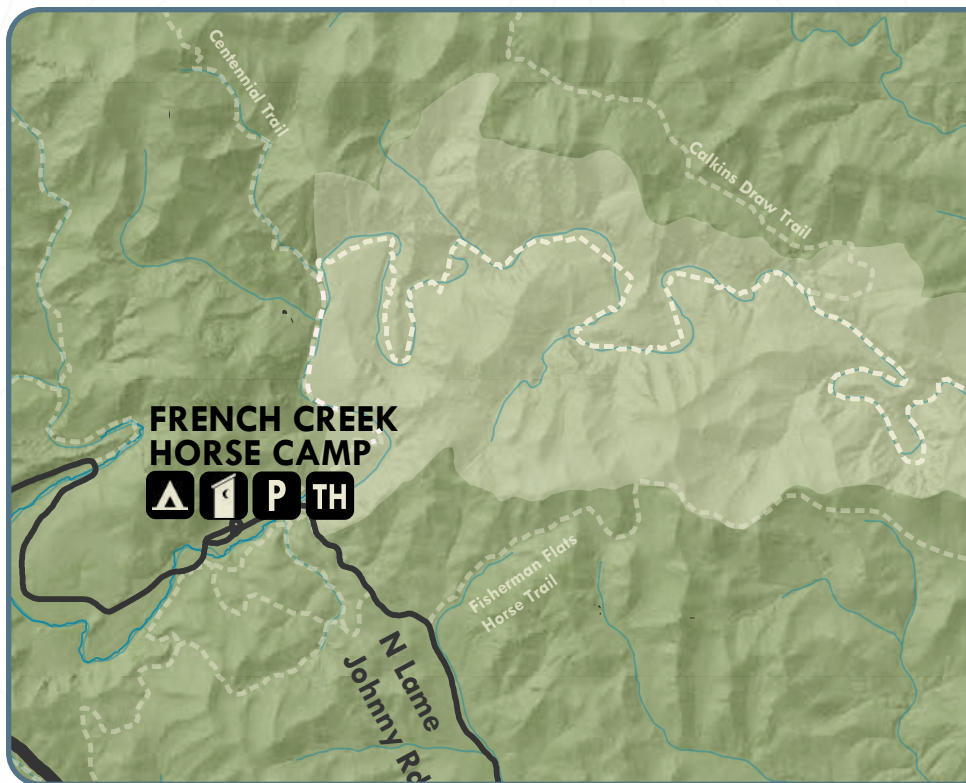 Centennial Trail
Calkins Draw Trail
FRENCH CREEK
HORSE CAMP
P
TH
Fisherman Flats
Horse Trail
N Lame
Johnny Rd